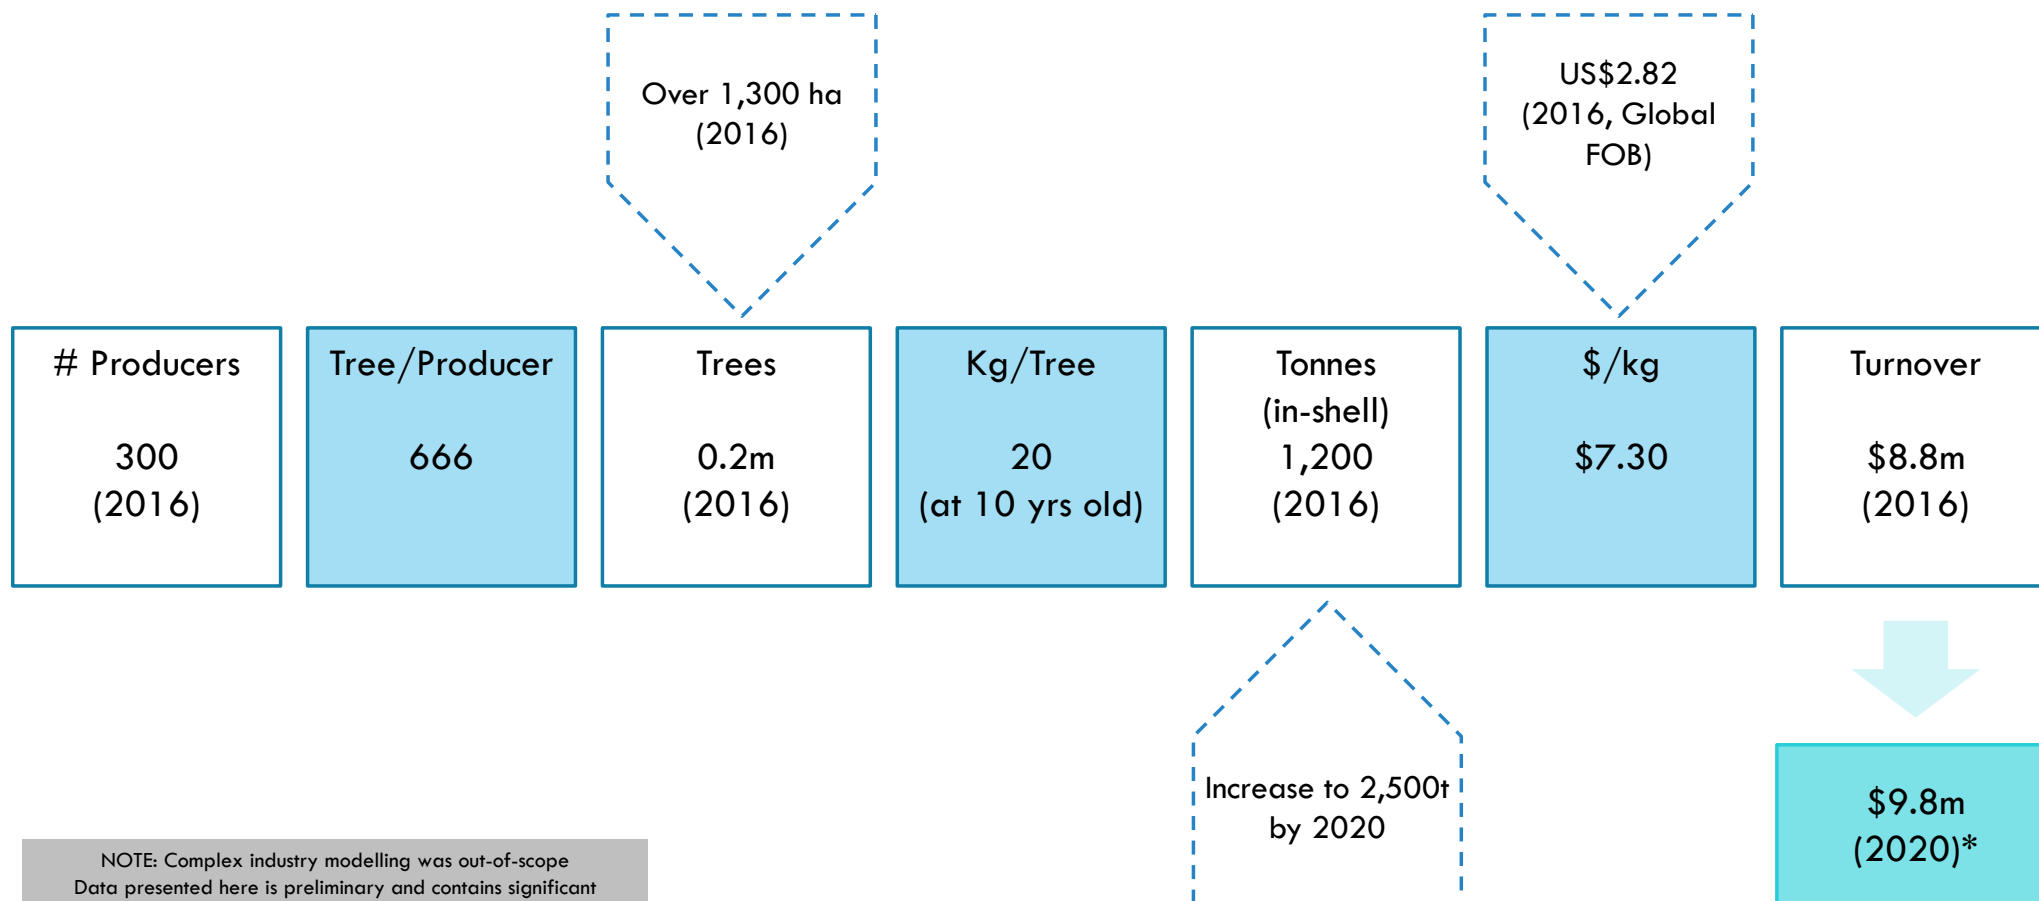 Over 1,300 ha
(2016)
US$2.82
(2016, Global
FOB)
# Producers
300
(2016)
Tree/Producer
666
Trees
0.2m
(2016)
Kg/Tree
20
(at 10 yrs old)
Tonnes
(in-shell)
1,200
(2016)
$/kg
$7.30
Turnover
$8.8m
(2016)
Increase to 2,500t
by 2020
$9.8m
(2020)*
NOTE: Complex industry modelling was out-of-scope
Data presented here is preliminary and contains significant